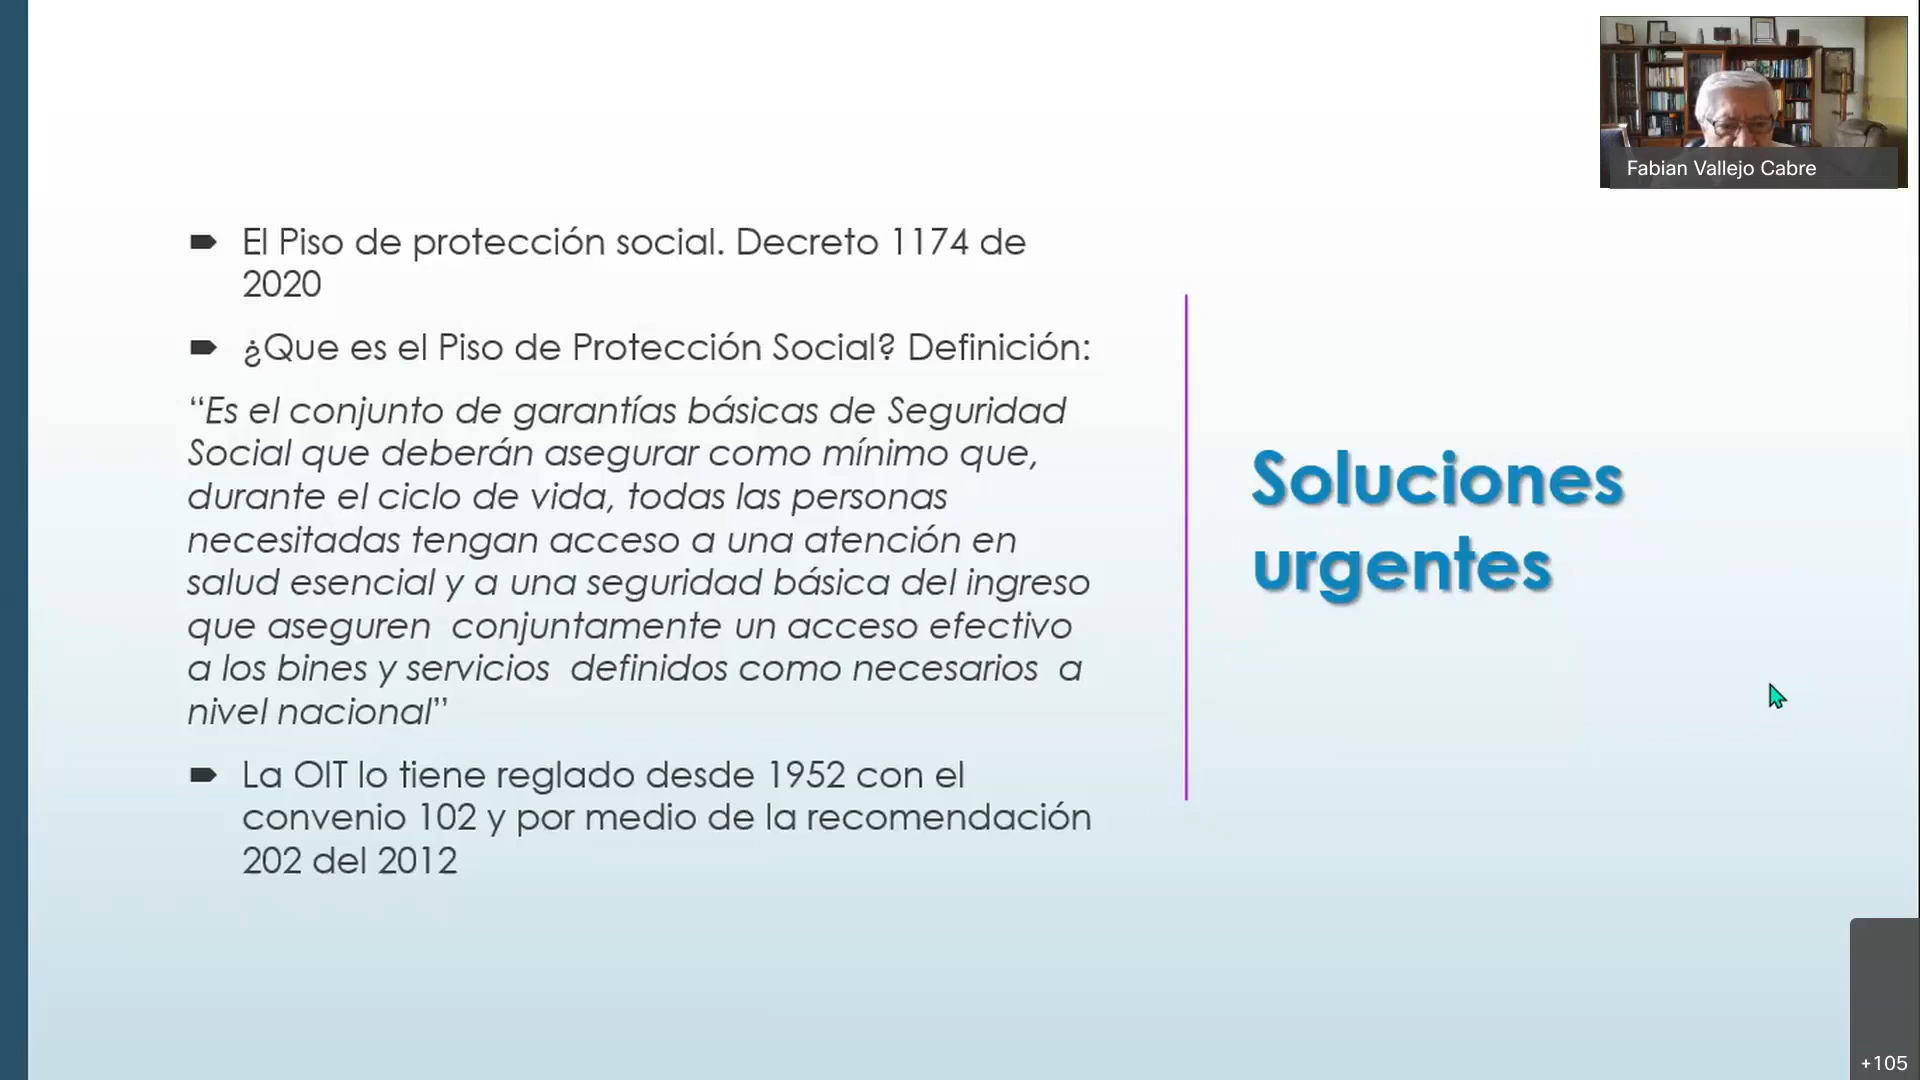 Fabian Vallejo Cabre
El Piso de protección social. Decreto 1174 de
2020
¿Que es el Piso de Protección Social? Definición:
“Es el conjunto de garantías básicas de Seguridad
Social que deberán asegurar como mínimo que,
durante el ciclo de vida, todas las personas
necesitadas tengan acceso a una atención en
salud esencial y a una seguridad básica del ingreso
que aseguren conjuntamente un acceso efectivo
a los bines y servicios definidos como necesarios a
nivel nacional”
La OIT lo tiene reglado desde 1952 con el
convenio 102 y por medio de la recomendación
202 del 2012
Soluciones
urgentes
+105